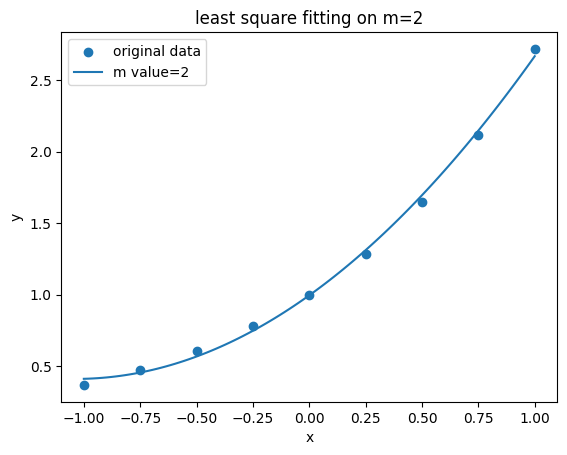 least square fitting on m=2
original data
m value=2
2.5
2.0
1.5
1.0
0.5
y
−1.00 −0.75 −0.50 −0.25 0.00 0.25 0.50 0.75 1.00
x